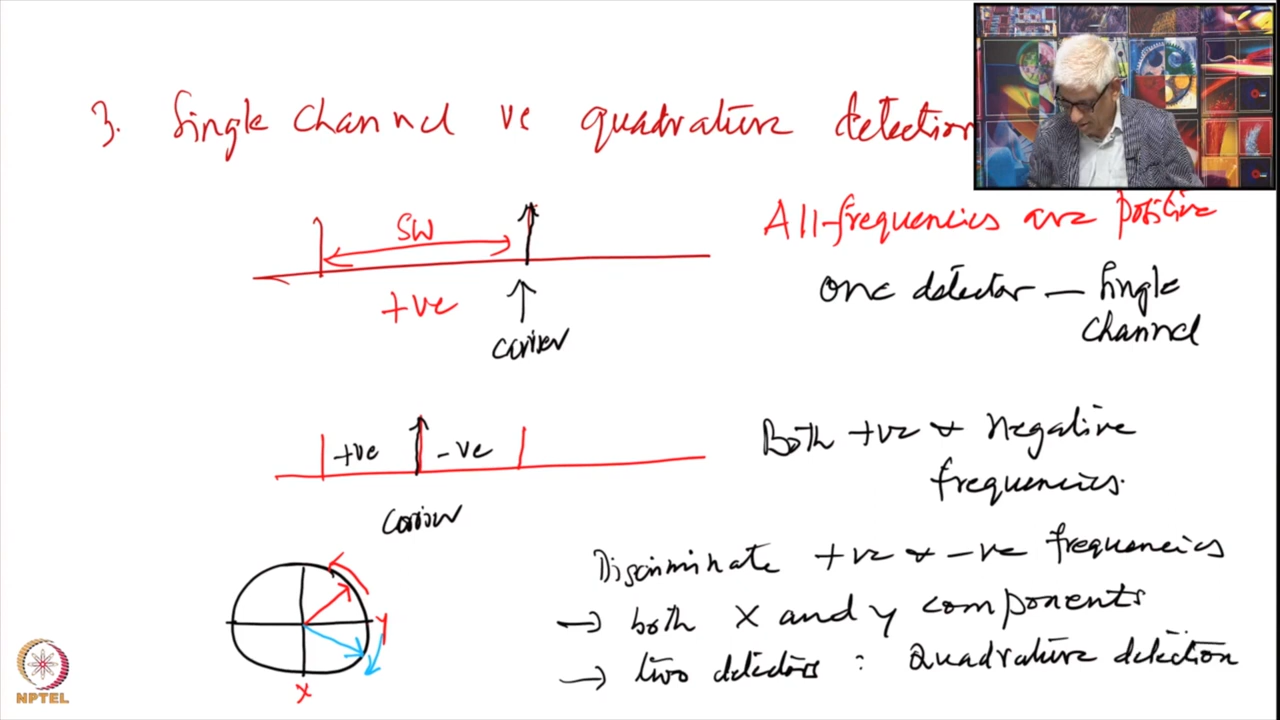 3. Single channel vs quadrature detection
SW
+ve
carrier
All-frequencies are positive
one detector — Single
channel
+ve
-ve
carrier
Both +ve & Negative
frequencies.
y
x
Discriminate +ve & -ve frequencies
→ both x and y components
→ two detectors : Quadrature detection
NPTEL